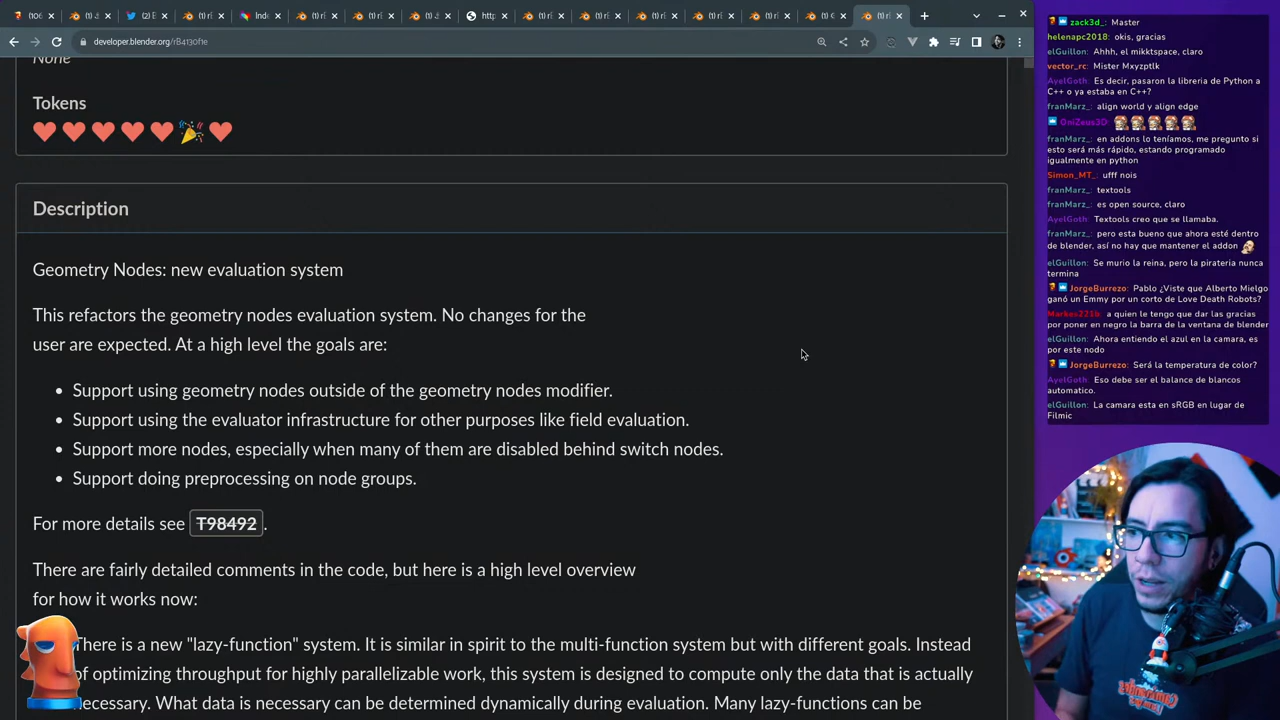 (1) ri
developer.blender.org/rB4130f1e
None
Tokens
Description
Geometry Nodes: new evaluation system
This refactors the geometry nodes evaluation system. No changes for the
user are expected. At a high level the goals are:
• Support using geometry nodes outside of the geometry nodes modifier.
• Support using the evaluator infrastructure for other purposes like field evaluation.
• Support more nodes, especially when many of them are disabled behind switch nodes.
• Support doing preprocessing on node groups.
For more details see T98492.
There are fairly detailed comments in the code, but here is a high level overview
for how it works now:
There is a new "lazy-function" system. It is similar in spirit to the multi-function system but with different goals. Instead
of optimizing throughput for highly parallelizable work, this system is designed to compute only the data that is actually
necessary. What data is necessary can be determined dynamically during evaluation. Many lazy-functions can be
zack3d_: Master
helenapc2018: okis, gracias
elGuillon: Ahhh, el mikktspace, claro
vector_rc: Mister Mxyzptlk
AyelGoth: Es decir, pasaron la libreria de Python a
C++ o ya estaba en C++?
franMarz_: align world y align edge
OniZeus3D:
franMarz_: en addons lo teníamos, me pregunto si
esto será más rápido, estando programado
igualmente en python
Simon_MT_: ufff nois
franMarz_: textools
franMarz_: es open source, claro
AyelGoth: Textools creo que se llamaba.
franMarz_: pero esta bueno que ahora esté dentro
de blender, así no hay que mantener el addon
elGuillon: Se murio la reina, pero la pirateria nunca
termina
JorgeBurrezo: Pablo ¿Viste que Alberto Mielgo
ganó un Emmy por un corto de Love Death Robots?
Markos221b: a quien le tengo que dar las gracias
por poner en negro la barra de la ventana de blender
elGuillon: Ahora entiendo el azul en la camara, es
por este nodo
JorgeBurrezo: Será la temperatura de color?
AyelGoth: Eso debe ser el balance de blancos
automatico.
elGuillon: La camara esta en sRGB en lugar de
Filmic